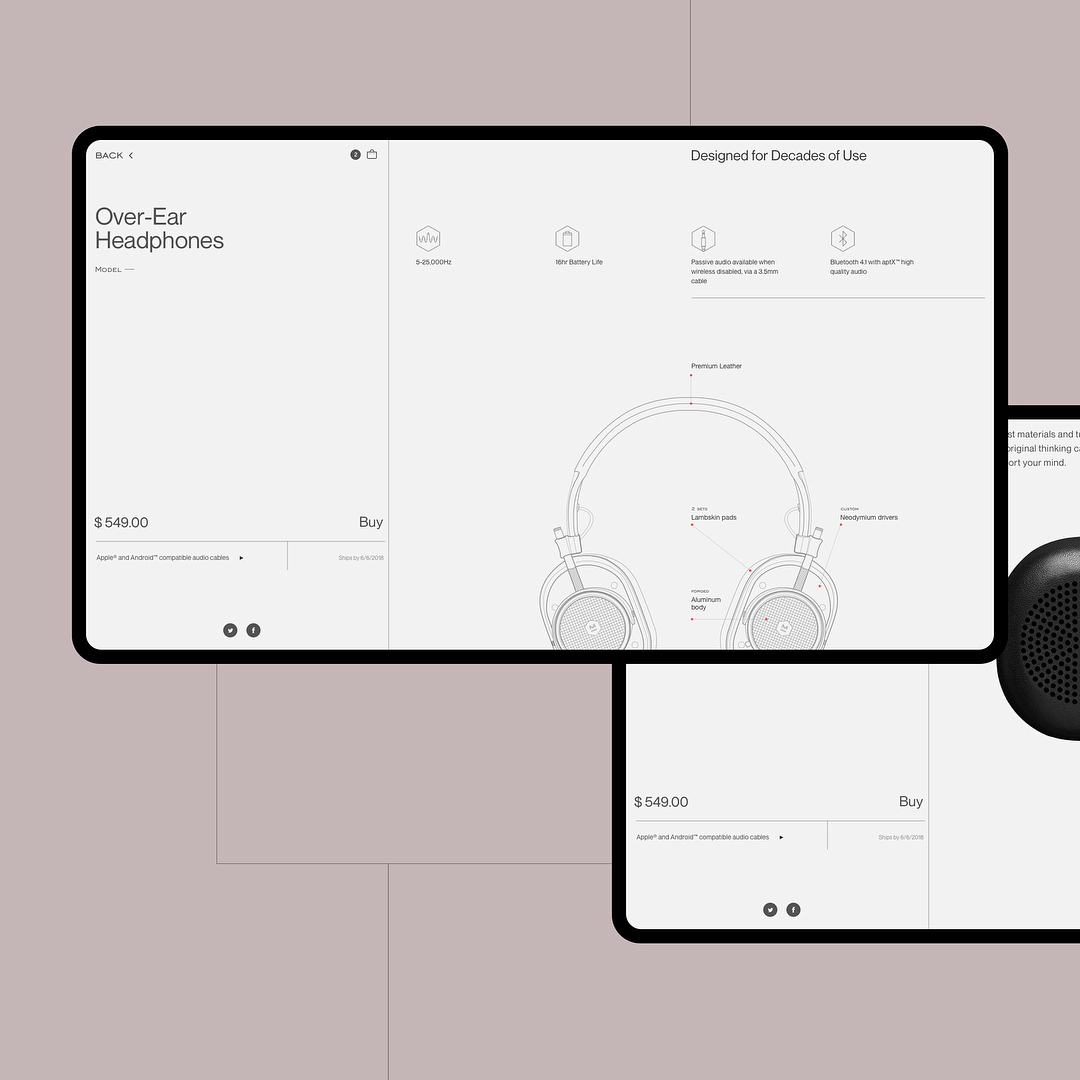 BACK
2
Designed for Decades of Use
Over-Ear
Headphones
MODEL —
5-25,000Hz
16hr Battery Life
Passive audio available when
wireless disabled, via a 3.5mm
cable
Bluetooth 4.1 with aptX™ high
quality audio
Premium Leather
2 SETS
Lambskin pads
CUSTOM
Neodymium drivers
FORGED
Aluminum
body
$ 549.00
Buy
Apple® and Android™ compatible audio cables
Ships by 6/6/2018
f
materials and
original thinking
your mind.
$ 549.00
Buy
Apple® and Android™ compatible audio cables
Ships by 6/6/2018
f